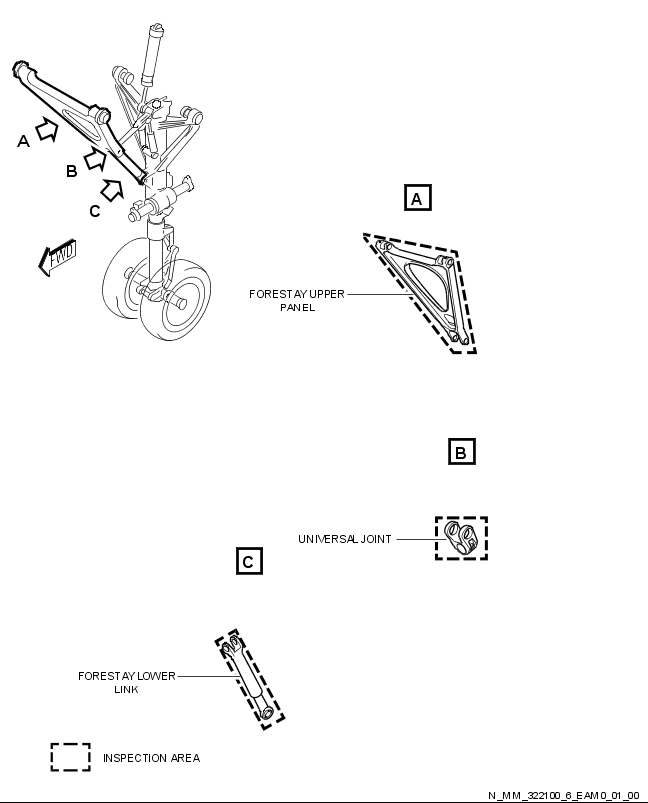 A
B
C
FWD
A
FORESTAY UPPER
PANEL
B
UNIVERSAL JOINT
C
FORESTAY LOWER
LINK
INSPECTION AREA
N_MM_322100_6_EAM0_01_00